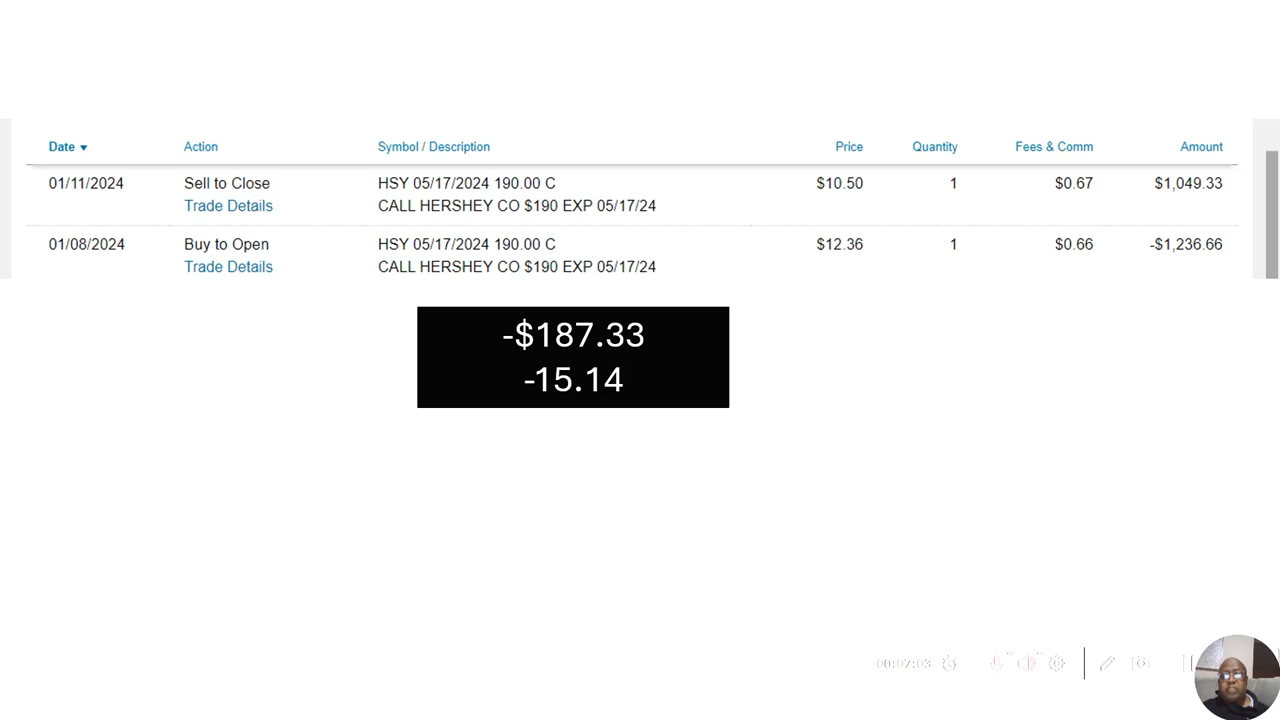 Date ▼ Action Symbol / Description Price Quantity Fees & Comm Amount
01/11/2024 Sell to Close HSY 05/17/2024 190.00 C $10.50 1 $0.67 $1,049.33
Trade Details CALL HERSHEY CO $190 EXP 05/17/24
01/08/2024 Buy to Open HSY 05/17/2024 190.00 C $12.36 1 $0.66 -$1,236.66
Trade Details CALL HERSHEY CO $190 EXP 05/17/24
-$187.33
-15.14
00:07:03